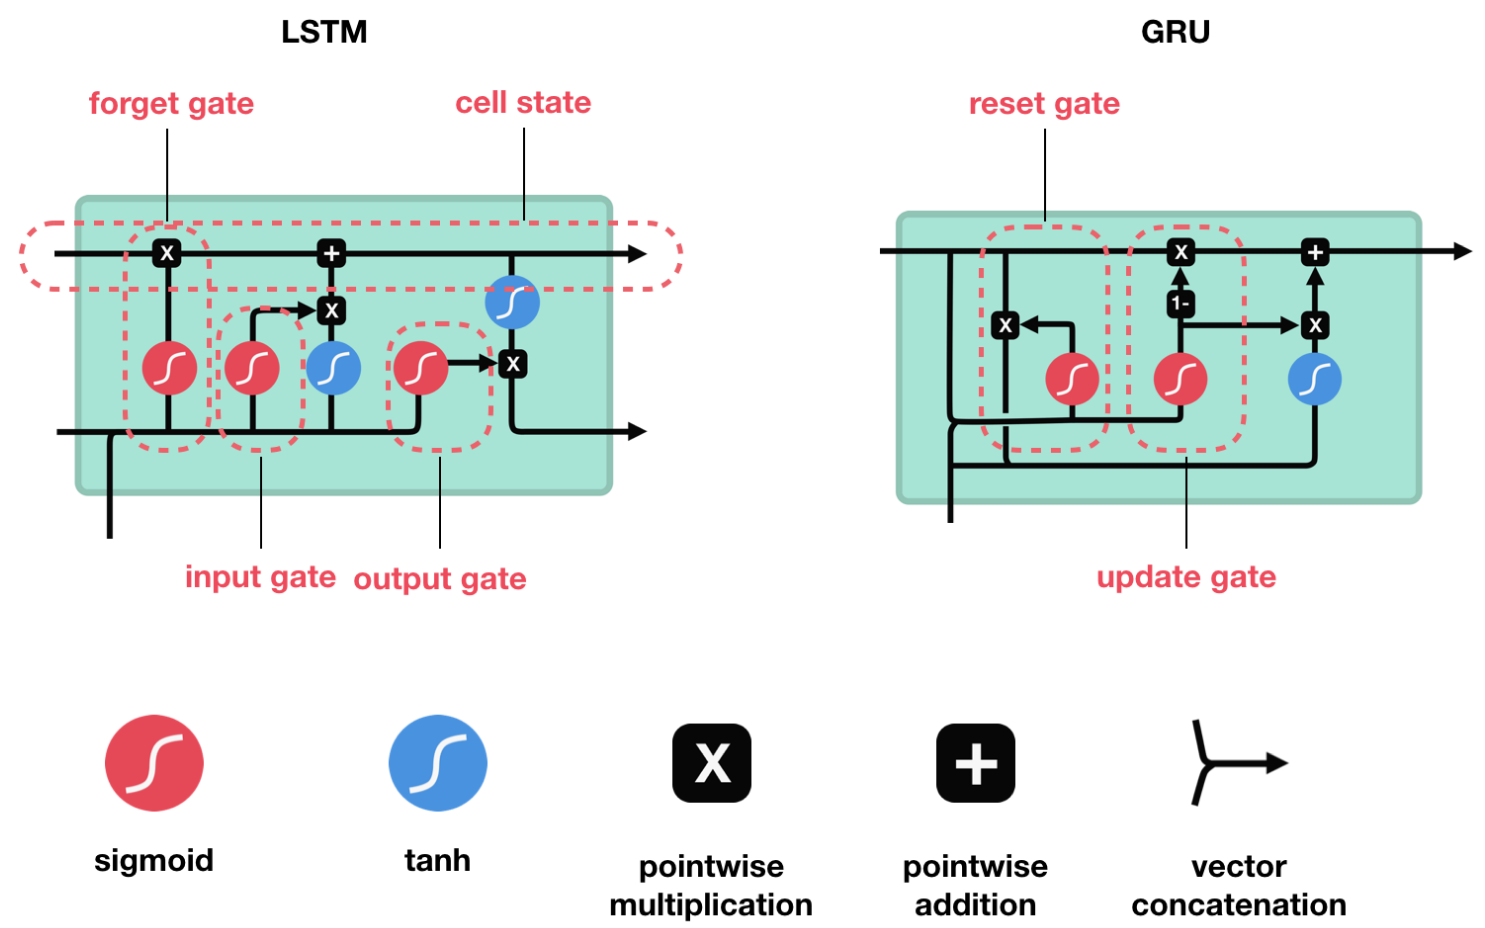 LSTM
GRU
forget gate
cell state
reset gate
X
+
X
+
X
1-
X
X
X
input gate
output gate
update gate
X
+
sigmoid
tanh
pointwise
multiplication
pointwise
addition
vector
concatenation